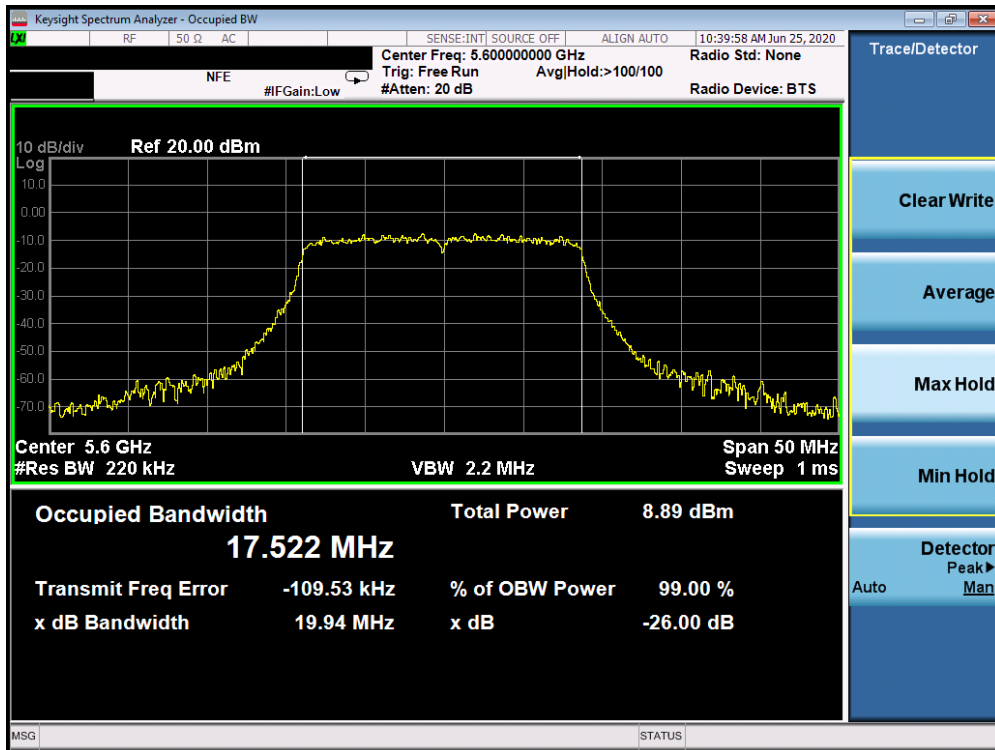 Keysight Spectrum Analyzer - Occupied BW
LXI RF 50 Ω AC SENSE:INT SOURCE OFF ALIGN AUTO 10:39:58 AM Jun 25, 2020
Center Freq: 5.600000000 GHz Radio Std: None
NFE Trig: Free Run Avg|Hold:>100/100
#IFGain:Low #Atten: 20 dB Radio Device: BTS
10 dB/div Ref 20.00 dBm
Log
10.0
0.00
-10.0
-20.0
-30.0
-40.0
-50.0
-60.0
-70.0
Center 5.6 GHz Span 50 MHz
#Res BW 220 kHz VBW 2.2 MHz Sweep 1 ms
Occupied Bandwidth Total Power 8.89 dBm
17.522 MHz
Transmit Freq Error -109.53 kHz % of OBW Power 99.00 %
x dB Bandwidth 19.94 MHz x dB -26.00 dB
MSG STATUS
Trace/Detector
Clear Write
Average
Max Hold
Min Hold
Detector
Peak▶
Auto Man